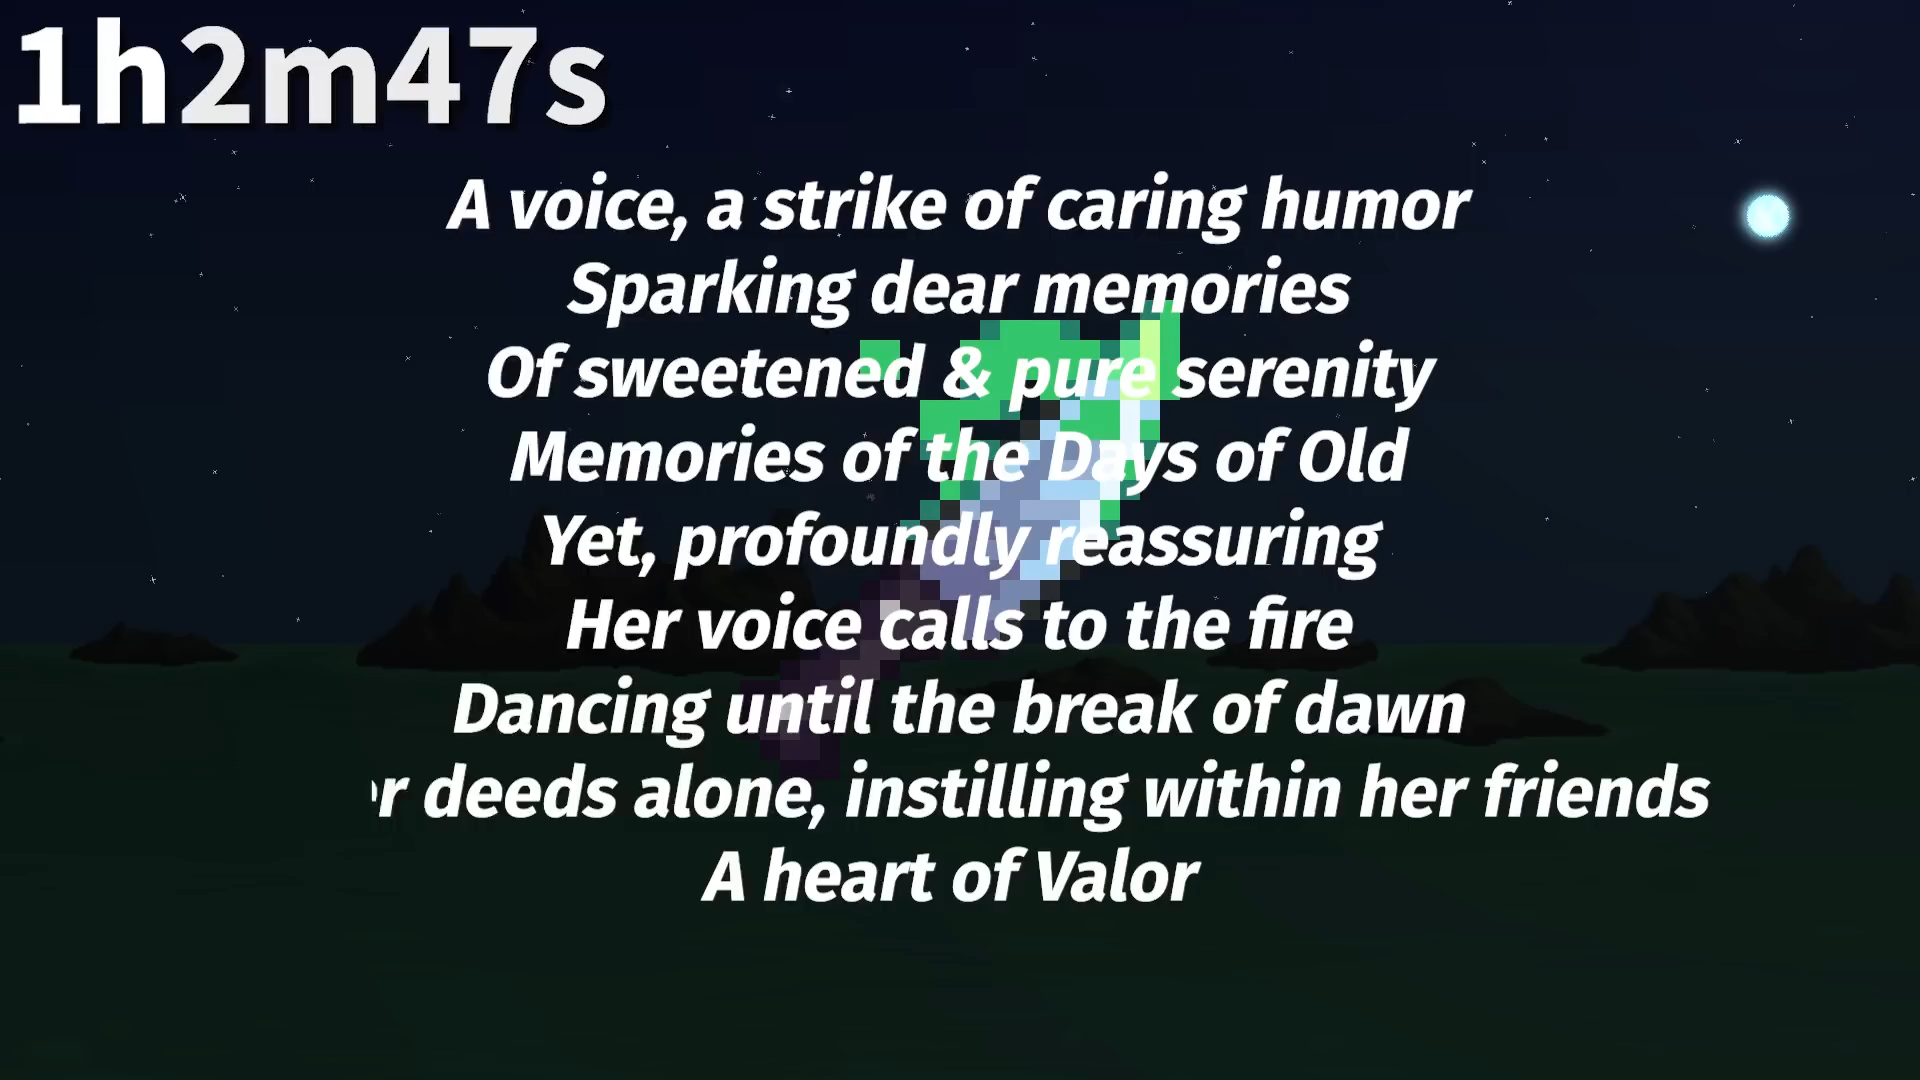 1h2m47s
A voice, a strike of caring humor
Sparking dear memories
Of sweetened & pure serenity
Memories of the Days of Old
Yet, profoundly reassuring
Her voice calls to the fire
Dancing until the break of dawn
deeds alone, instilling within her friends
A heart of Valor